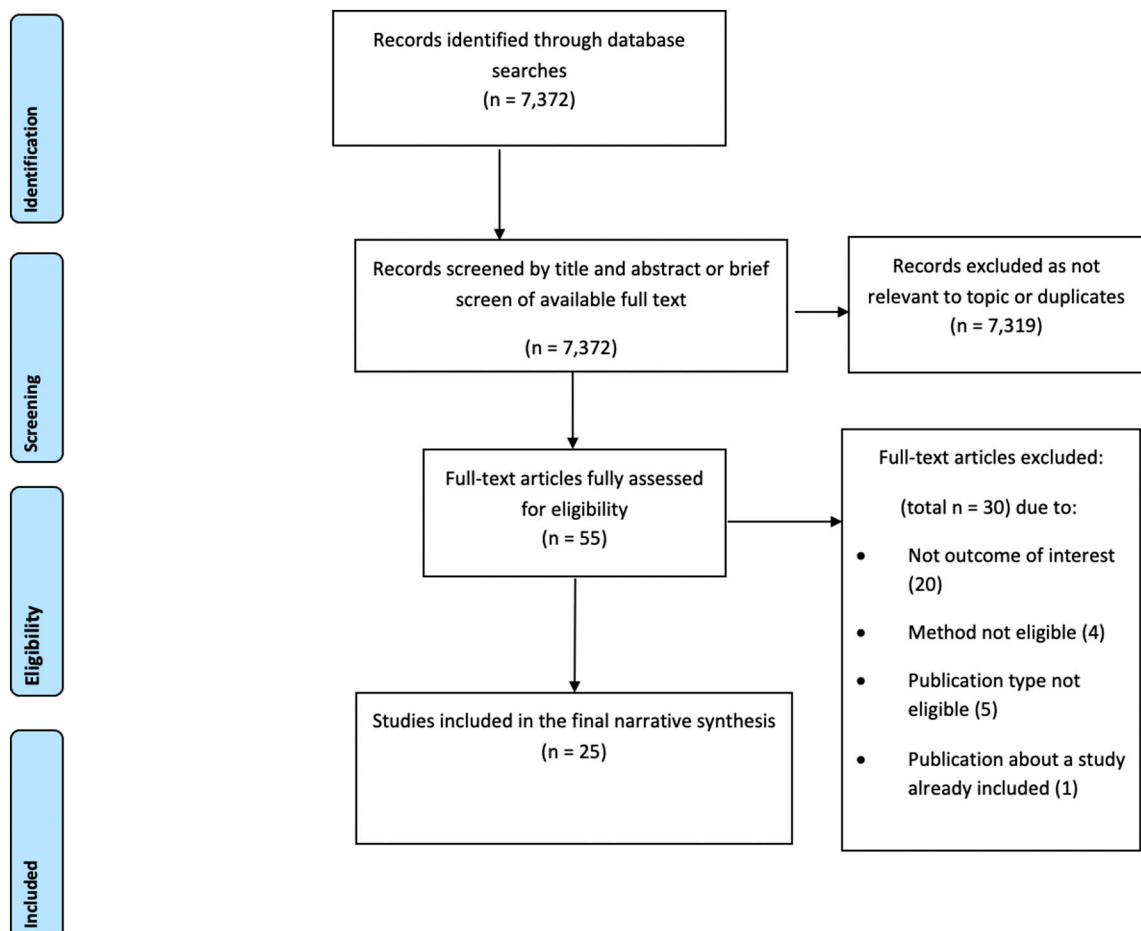 Identification
Records identified through database
searches
(n = 7,372)
Screening
Records screened by title and abstract or brief
screen of available full text
(n = 7,372)
Records excluded as not
relevant to topic or duplicates
(n = 7,319)
Eligibility
Full-text articles fully assessed
for eligibility
(n = 55)
Full-text articles excluded:
(total n = 30) due to:
• Not outcome of interest
(20)
• Method not eligible (4)
• Publication type not
eligible (5)
• Publication about a study
already included (1)
Included
Studies included in the final narrative synthesis
(n = 25)